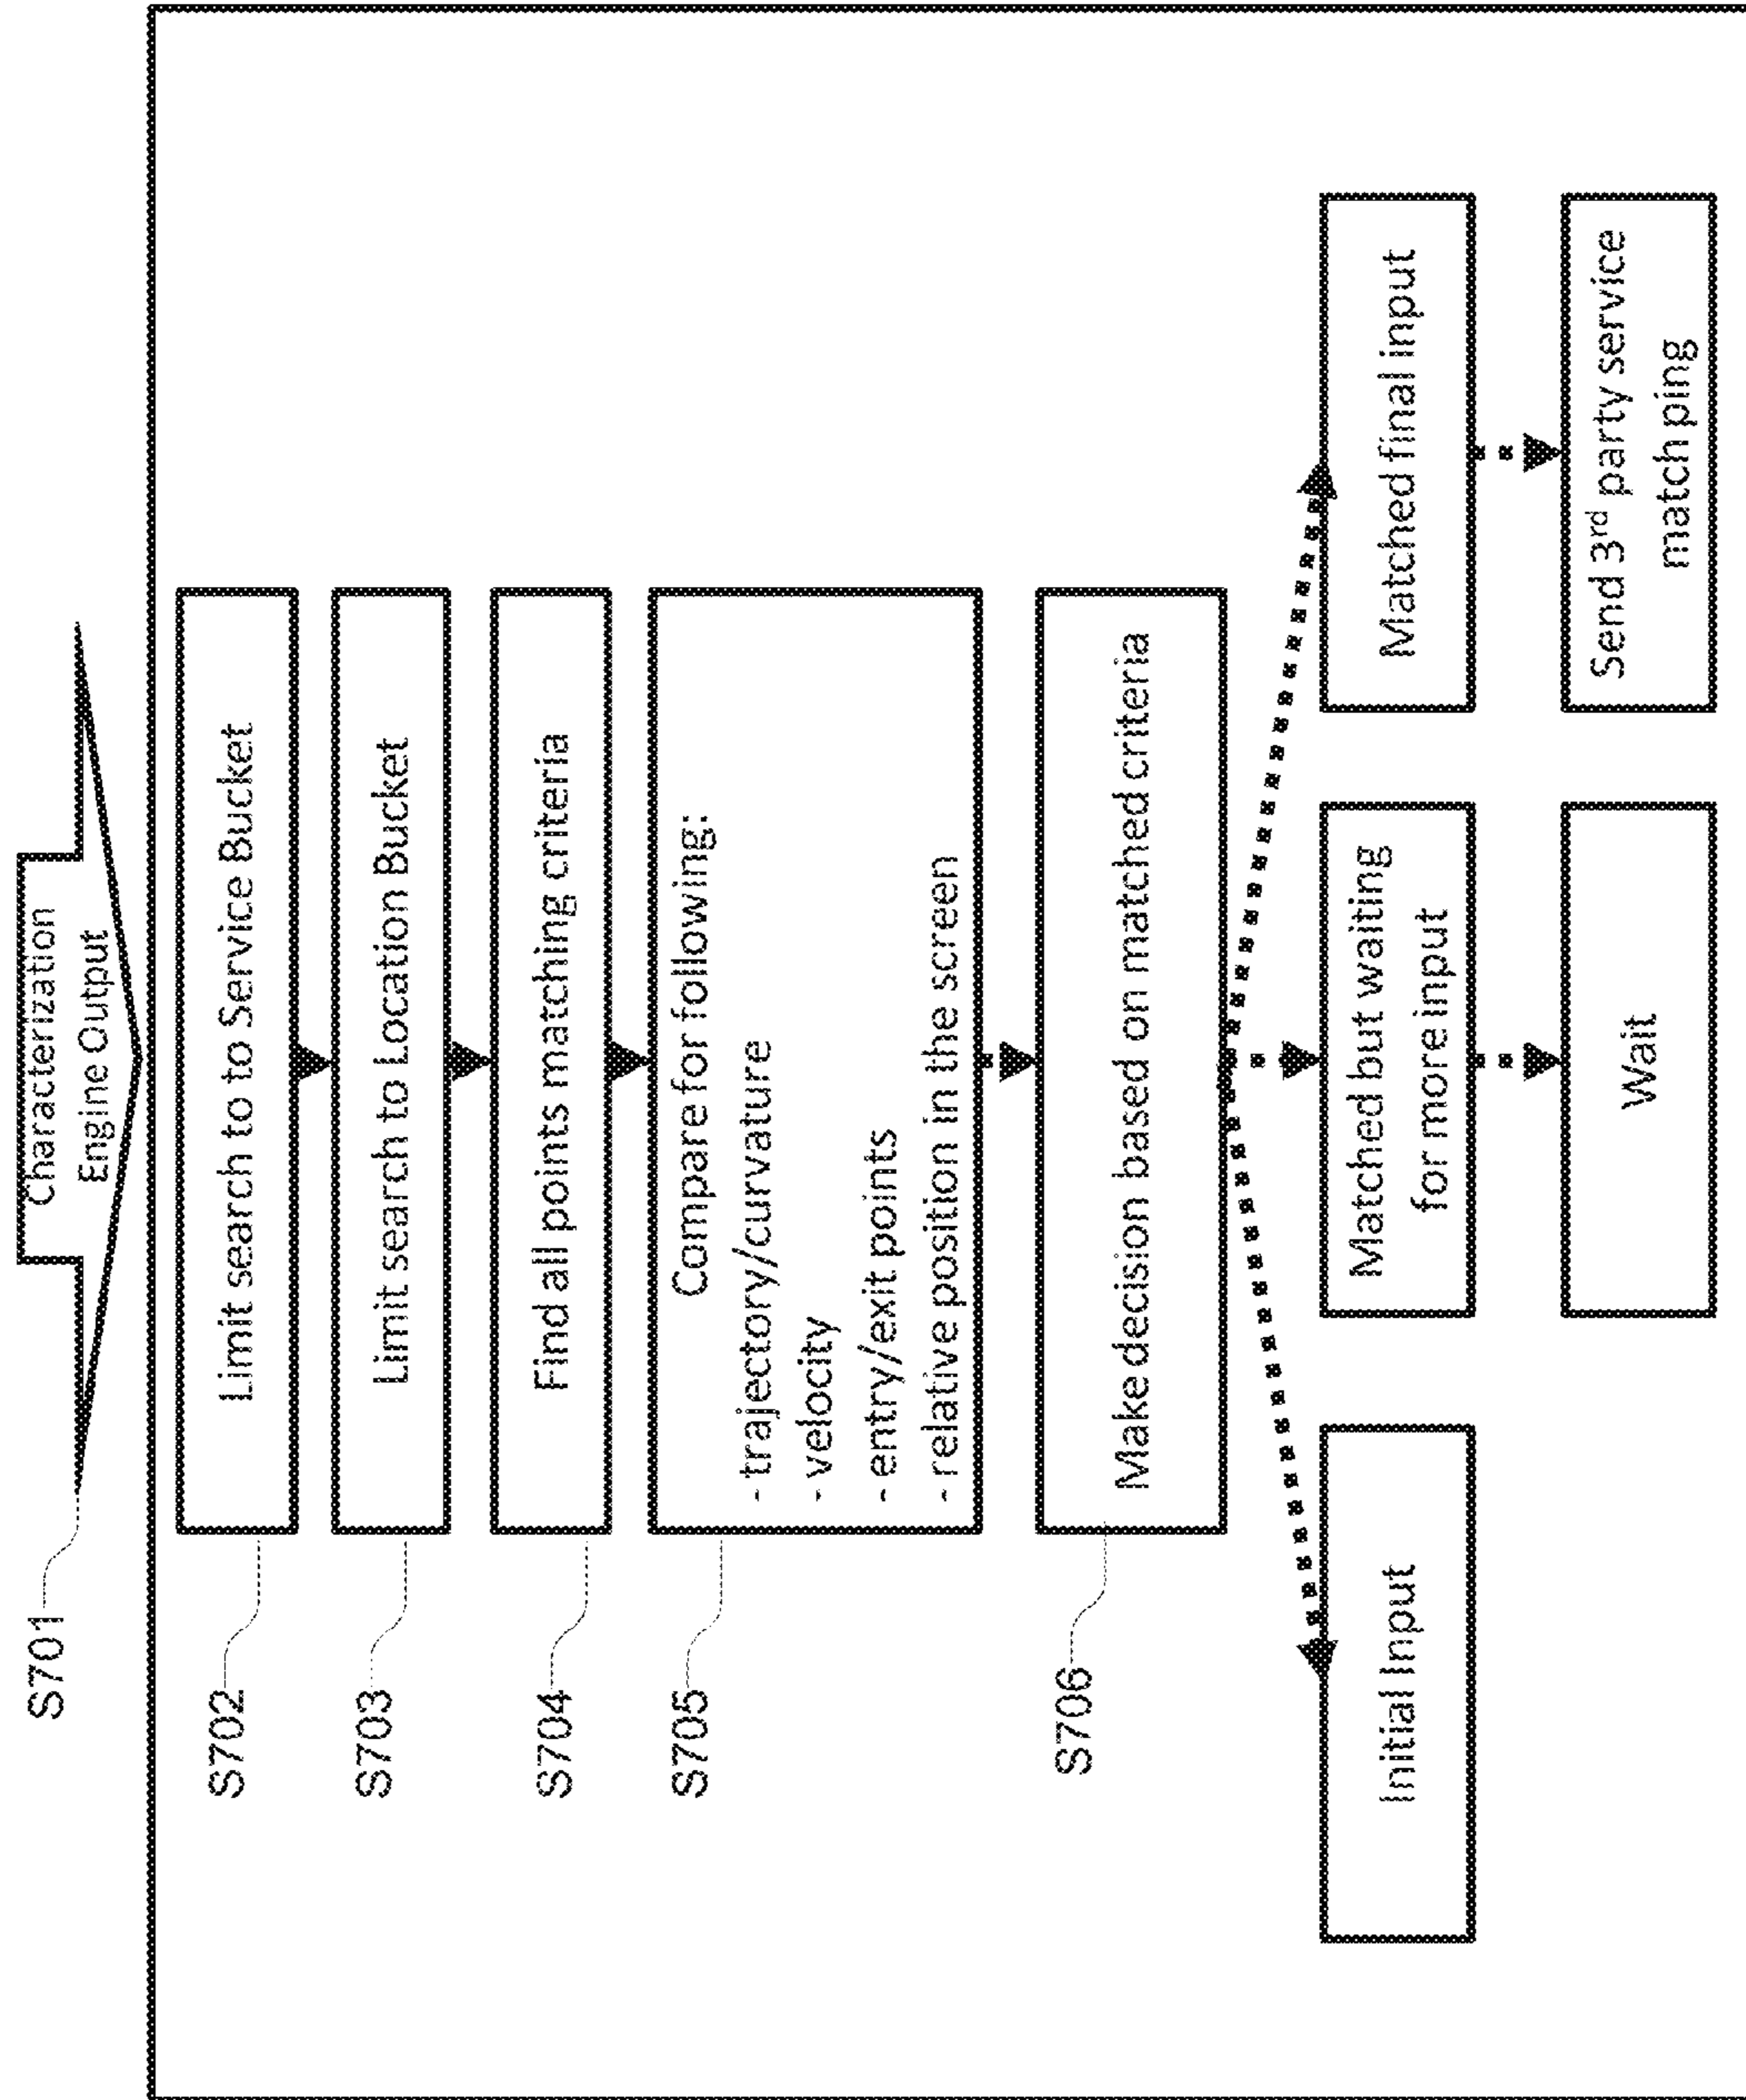 S701
Characterization
Engine Output
S702
Limit search to to Service Bucket
S703
Limit search to Location Bucket
S704
Find all points matching criteria
S705
Compare for following:
- trajectory/curvature
- velocity
- entry/exit points
- relative position in the screen
S706
Make decision based on matched criteria
Initial Input
Matched but waiting
for more input
Matched final input
Wait
Send 3rd party service
match ping